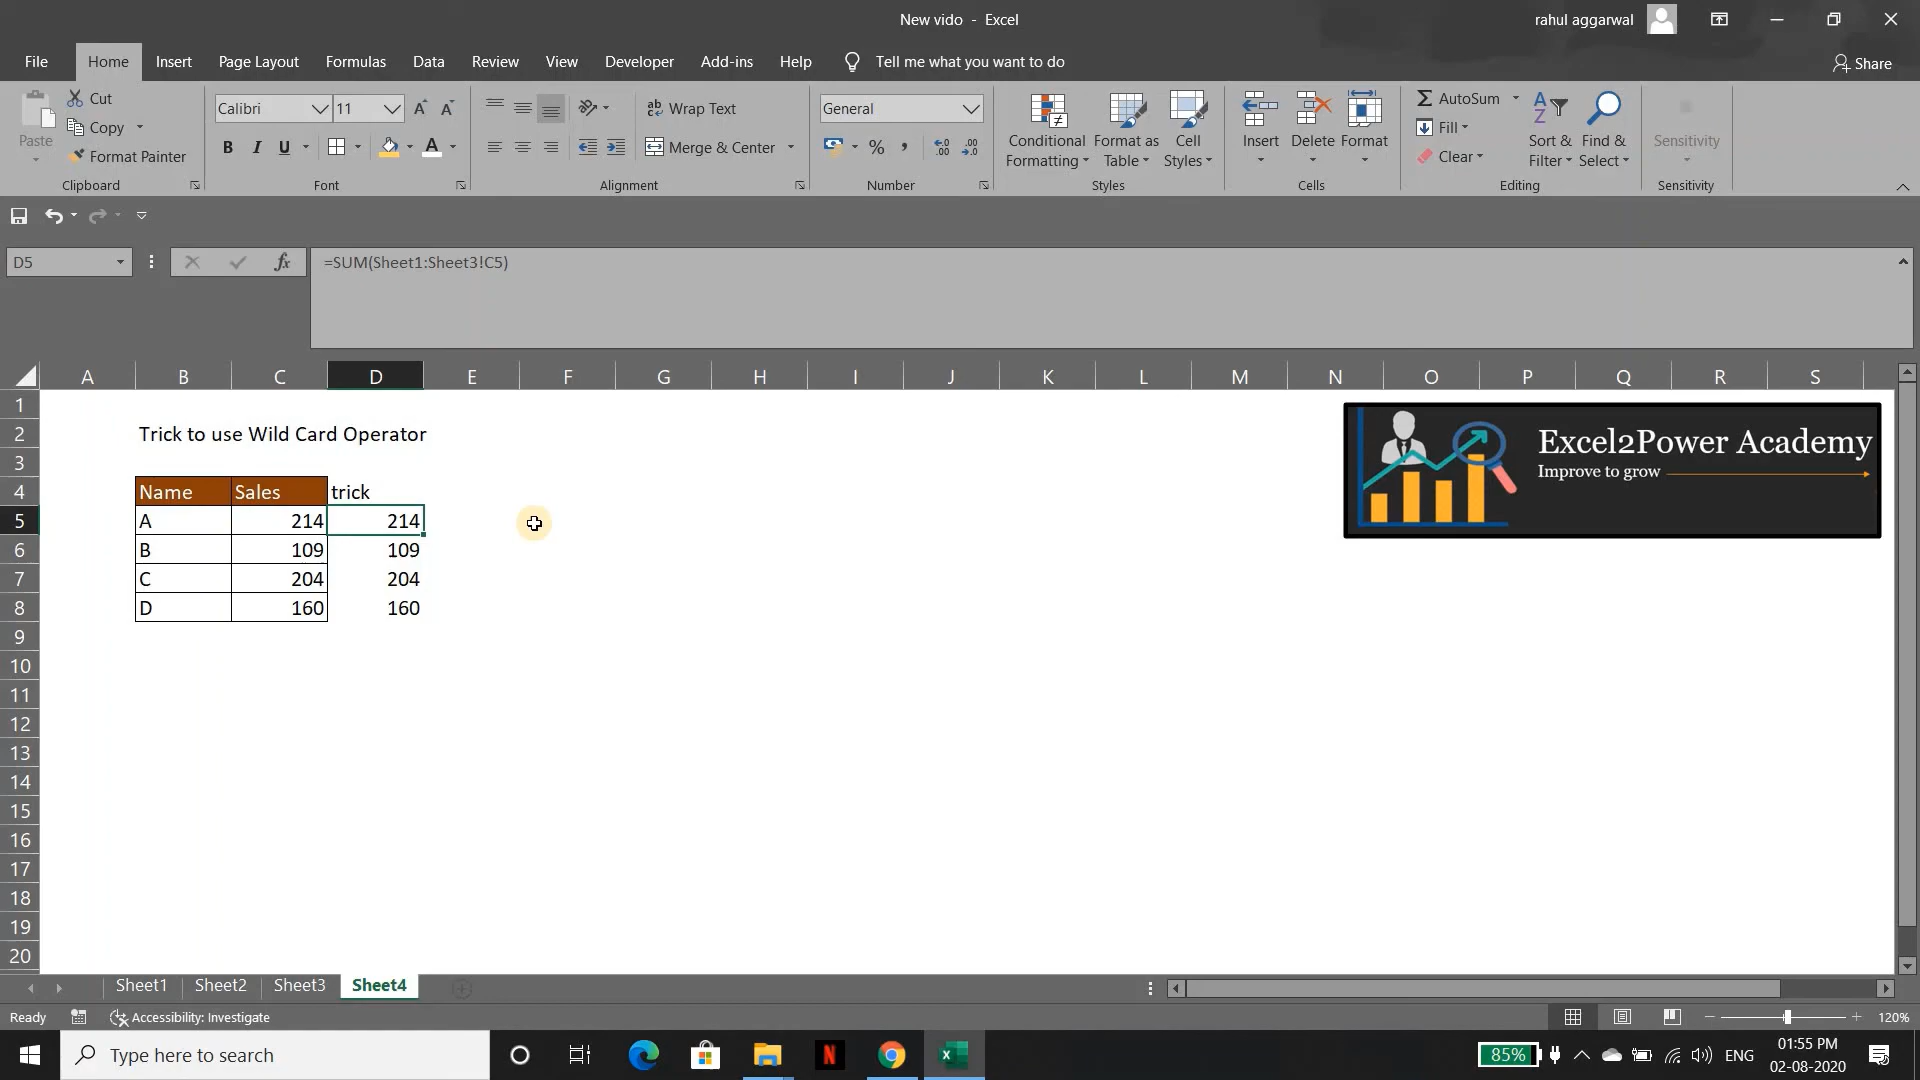 New vido - Excel
rahul aggarwal
File Home Insert Page Layout Formulas Data Review View Developer Add-ins Help Tell me what you want to do Share
Paste
Cut
Copy
Format Painter
Clipboard
Calibri 11
B I U
Font
Wrap Text
Merge & Center
Alignment
General
%
Number
Conditional Formatting
Format as Table
Cell Styles
Styles
Insert Delete Format
Cells
AutoSum
Fill
Clear
Sort & Filter
Find & Select
Editing
Sensitivity
Sensitivity
D5 fx =SUM(Sheet1:Sheet3!C5)
A B C D E F G H I J K L M N O P Q R S
1
2 Trick to use Wild Card Operator
3
4 Name Sales trick
5 A 214 214
6 B 109 109
7 C 204 204
8 D 160 160
9
10
11
12
13
14
15
16
17
18
19
20
Excel2Power Academy
Improve to grow
Sheet1 Sheet2 Sheet3 Sheet4
Ready Accessibility: Investigate 120%
Type here to search
N
85%
ENG
01:55 PM
02-08-2020